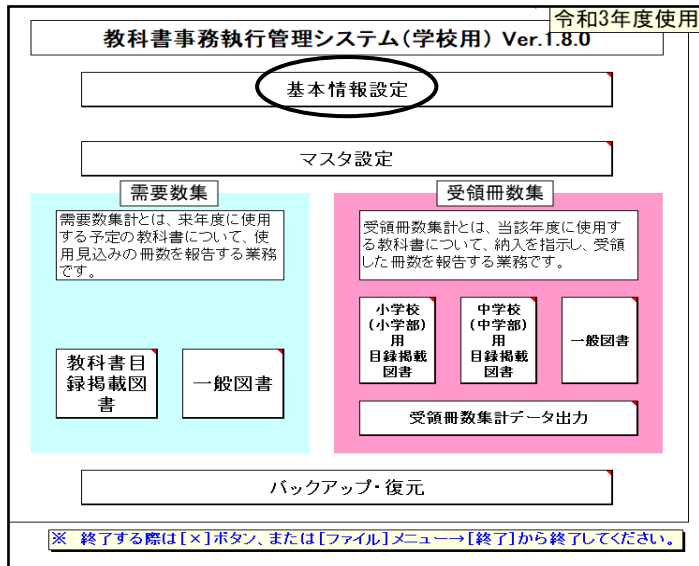 令和3年度使用
教科書事務執行管理システム(学校用) Ver.1.8.0
基本情報設定
マスタ設定
需要数集
需要数集計とは、来年度に使用
する予定の教科書について、使
用見込みの冊数を報告する業務
です。
教科書目
録掲載図
書
一般図書
受領冊数集
受領冊数集計とは、当該年度に使用す
る教科書について、納入を指示し、受領
した冊数を報告する業務です。
小学校
(小学部)
用
目録掲載
図書
中学校
(中学部)
用
目録掲載
図書
一般図書
受領冊数集計データ出力
バックアップ・復元
※ 終了する際は[×]ボタン、または[ファイル]メニュー→[終了]から終了してください。